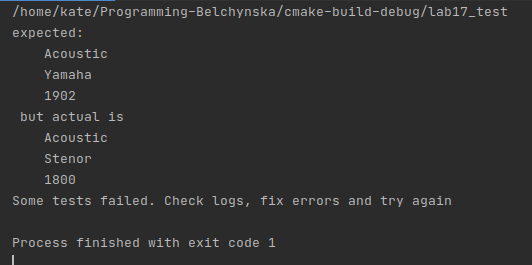 /home/kate/Programming-Belchynska/cmake-build-debug/lab17_test
expected:
    Acoustic
    Yamaha
    1902
 but actual is
    Acoustic
    Stenor
    1800
Some tests failed. Check logs, fix errors and try again

Process finished with exit code 1